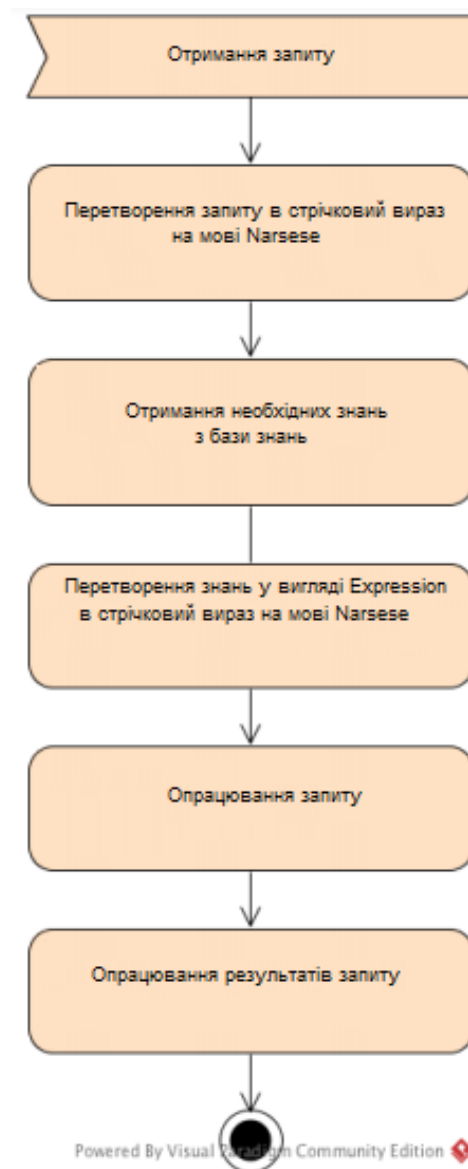 Отримання запиту
Перетворення запиту в стрічковий вираз
на мові Narsese
Отримання необхідних знань
з бази знань
Перетворення знань у вигляді Expression
в стрічковий вираз на мові Narsese
Опрацювання запиту
Опрацювання результатів запиту
Powered By Visual Paradigm Community Edition